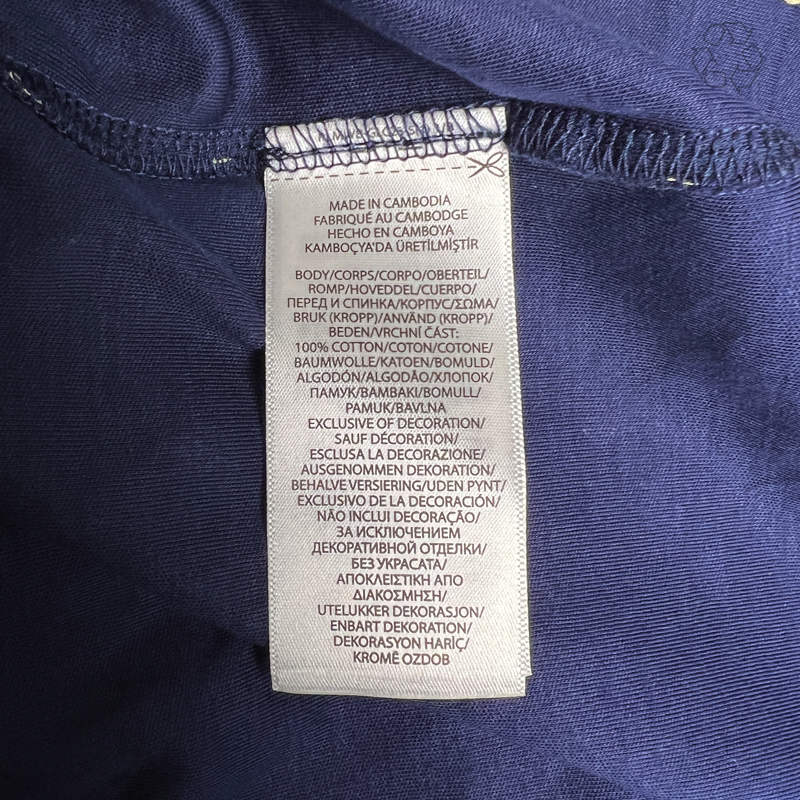 MADE IN CAMBODIA
FABRIQUÉ AU CAMBODGE
HECHO EN CAMBOYA
KAMBOÇYA'DA ÜRETİLMİŞTİR
BODY/CORPS/CORPO/OBERTEIL/
ROMP/HOVEDDEL/CUERPO/
ПЕРЕД И СПИНКА/КОРПУС/ΣΩΜΑ/
BRUK (KROPP)/ANVÄND (KROPP)/
BEDEN/VRCHNÍ ČÁST:
100% COTTON/COTON/COTONE/
BAUMWOLLE/KATOEN/BOMULD/
ALGODÓN/ALGODÃO/ХЛОПОК/
ПАМУК/ΒΑΜΒΑΚΙ/BOMULL/
PAMUK/BAVLNA
EXCLUSIVE OF DECORATION/
SAUF DÉCORATION/
ESCLUSA LA DECORAZIONE/
AUSGENOMMEN DEKORATION/
BEHALVE VERSIERING/UDEN PYNT/
EXCLUSIVO DE LA DECORACIÓN/
NÃO INCLUI DECORAÇÃO/
ЗА ИСКЛЮЧЕНИЕМ
ДЕКОРАТИВНОЙ ОТДЕЛКИ/
БЕЗ УКРАСАТА/
ΑΠΟΚΛΕΙΣΤΙΚΗ ΑΠΟ
ΔΙΑΚΟΣΜΗΣΗ/
UTELUKKER DEKORASJON/
ENBART DEKORATION/
DEKORASYON HARİÇ/
KROMĚ OZDOB